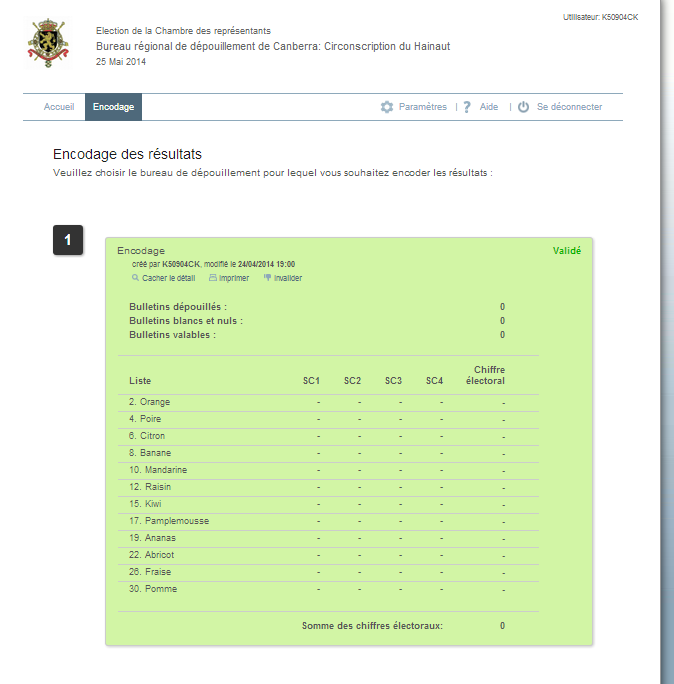 Utilisateur: K50904CK
Election de la Chambre des représentants
Bureau régional de dépouillement de Canberra: Circonscription du Hainaut
25 Mai 2014
Accueil Encodage Paramètres | ? Aide | Se déconnecter
Encodage des résultats
Veuillez choisir le bureau de dépouillement pour lequel vous souhaitez encoder les résultats :
1
Encodage Validé
créé par K50904CK, modifié le 24/04/2014 19:00
Cacher le détail Imprimer Invalider
Bulletins dépouillés : 0
Bulletins blancs et nuls : 0
Bulletins valables : 0
Liste SC1 SC2 SC3 SC4 Chiffre électoral
2. Orange - - - - -
4. Poire - - - - -
6. Citron - - - - -
8. Banane - - - - -
10. Mandarine - - - - -
12. Raisin - - - - -
15. Kiwi - - - - -
17. Pamplemousse - - - - -
19. Ananas - - - - -
22. Abricot - - - - -
26. Fraise - - - - -
30. Pomme - - - - -
Somme des chiffres électoraux: 0